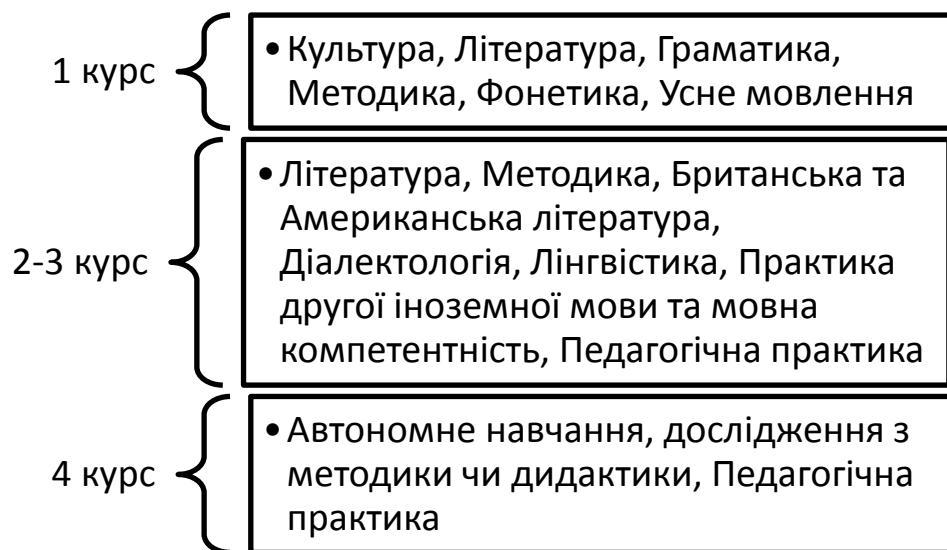 1 курс
•Культура, Література, Граматика,
Методика, Фонетика, Усне мовлення
2-3 курс
•Література, Методика, Британська та
Американська література,
Діалектологія, Лінгвістика, Практика
другої іноземної мови та мовна
компетентність, Педагогічна практика
4 курс
•Автономне навчання, дослідження з
методики чи дидактики, Педагогічна
практика